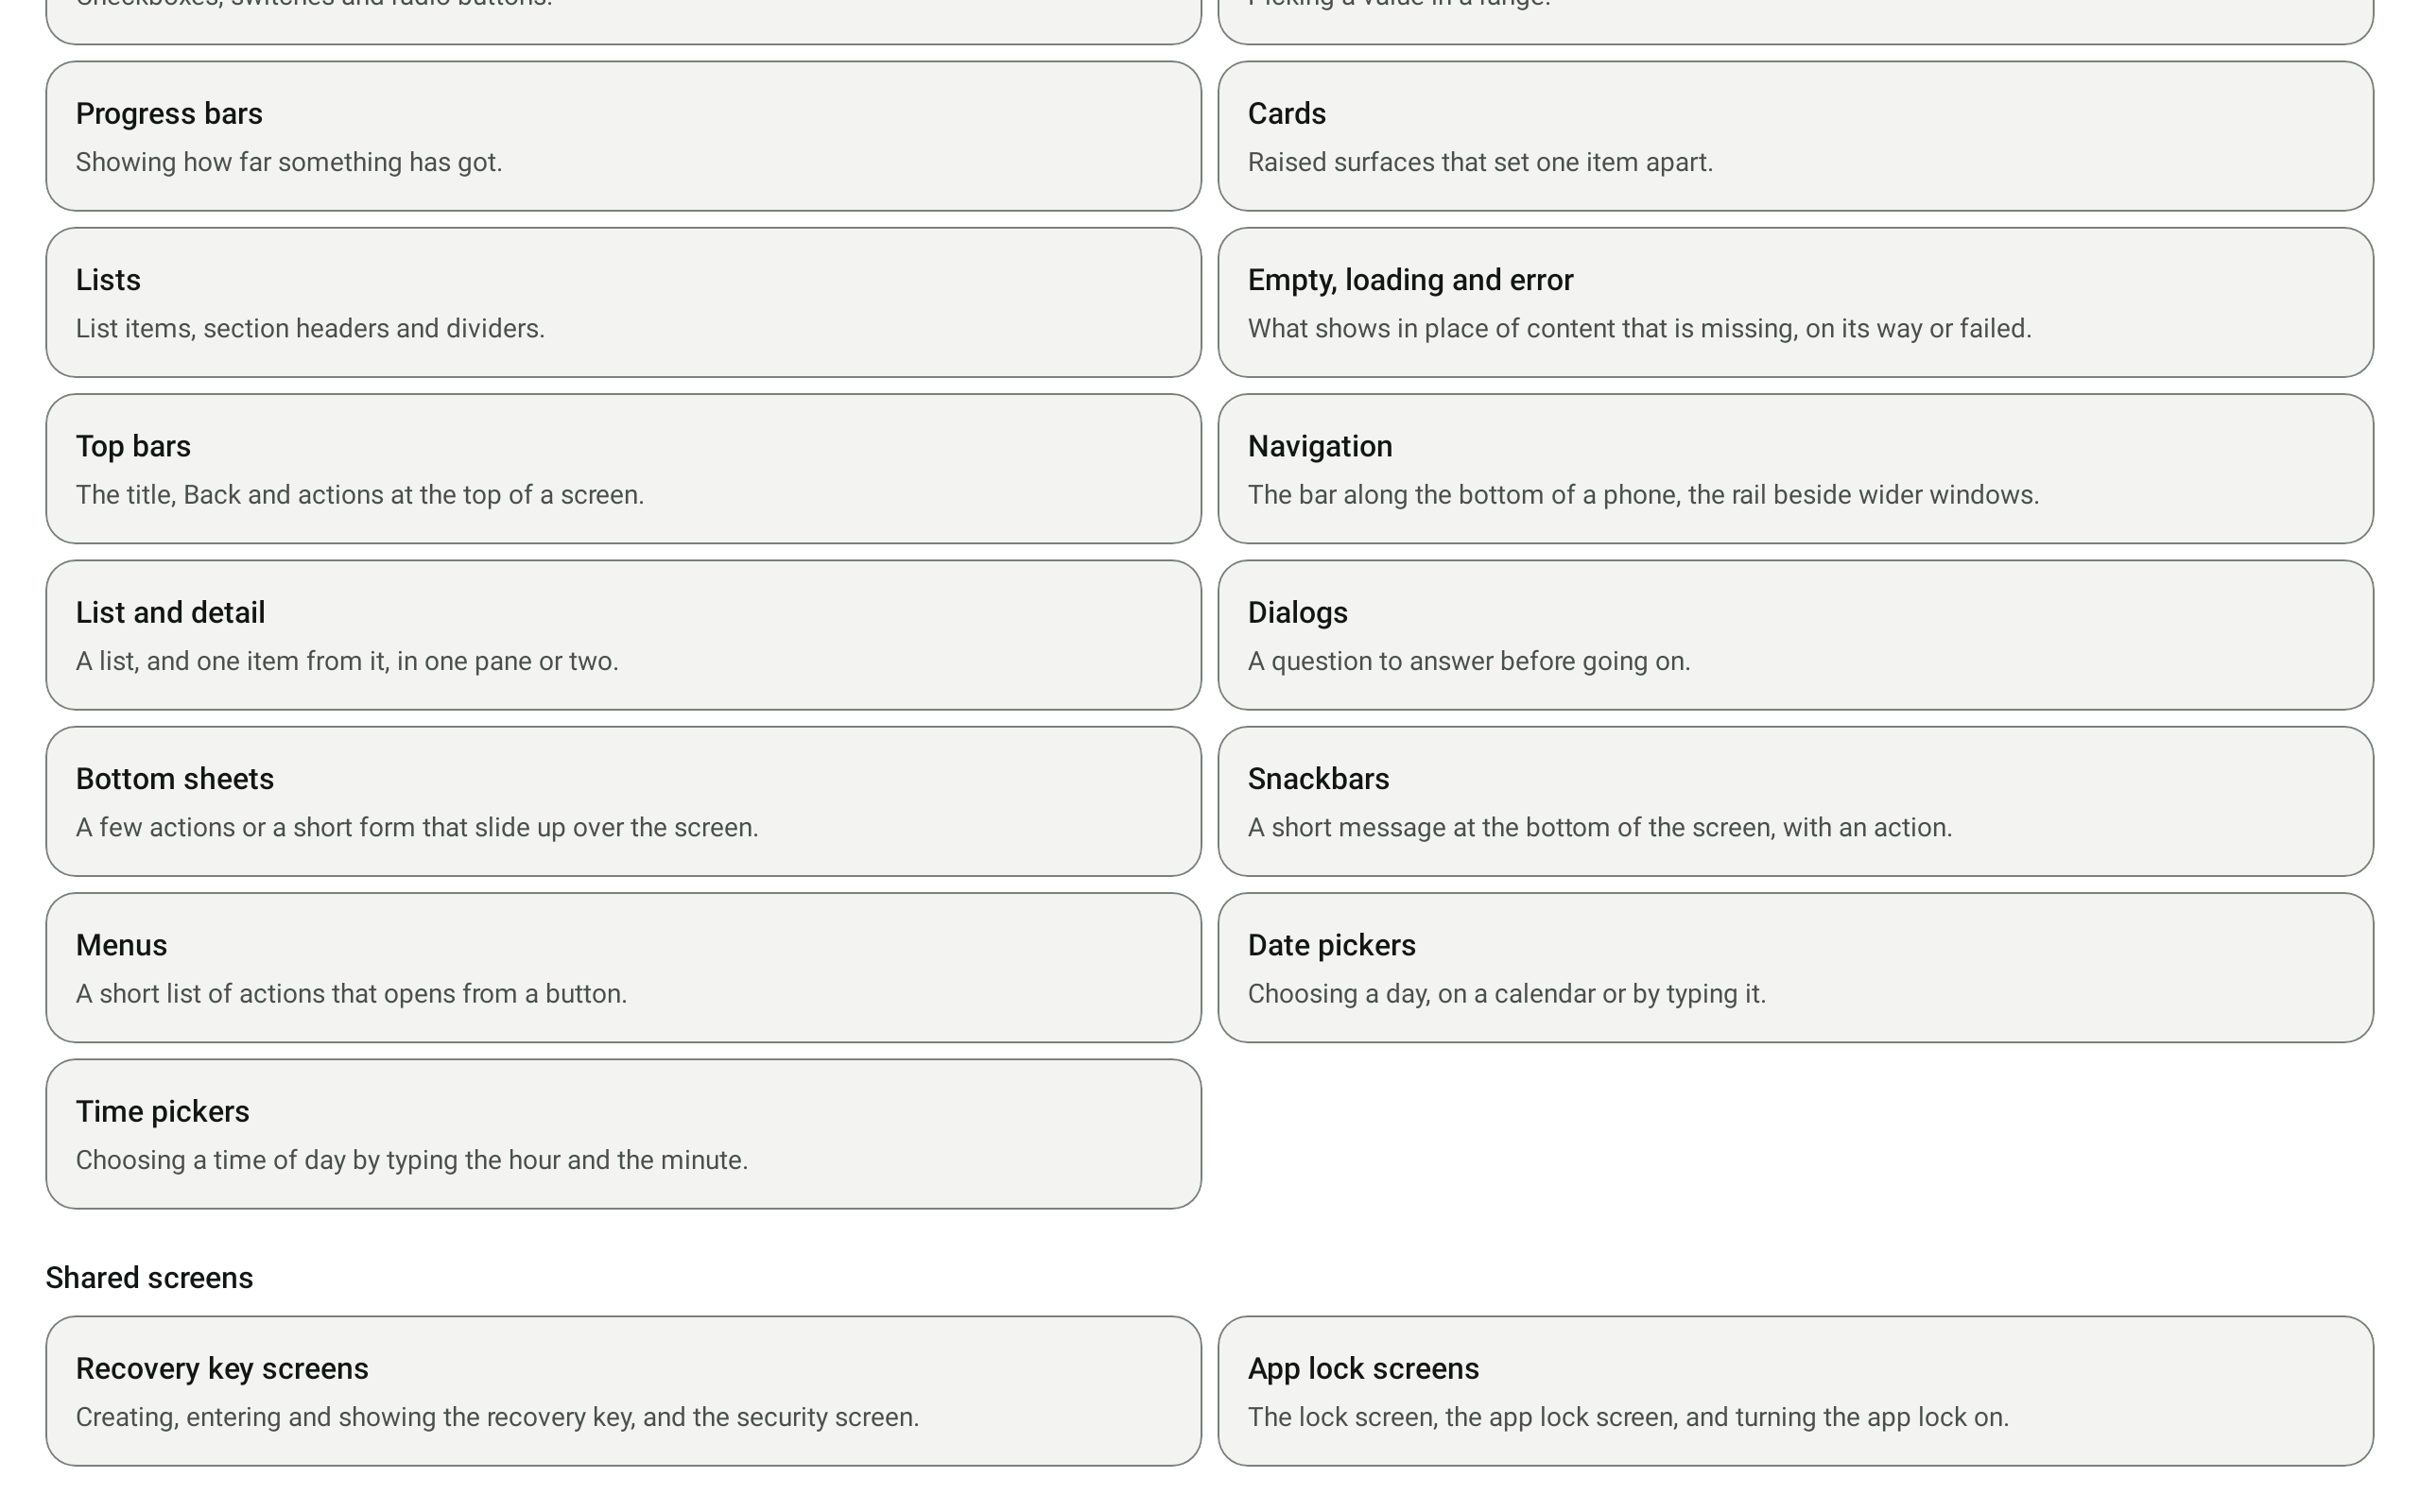 Checkboxes, switches and radio buttons.
Picking a value in a range.
Progress bars
Showing how far something has got.
Cards
Raised surfaces that set one item apart.
Lists
List items, section headers and dividers.
Empty, loading and error
What shows in place of content that is missing, on its way or failed.
Top bars
The title, Back and actions at the top of a screen.
Navigation
The bar along the bottom of a phone, the rail beside wider windows.
List and detail
A list, and one item from it, in one pane or two.
Dialogs
A question to answer before going on.
Bottom sheets
A few actions or a short form that slide up over the screen.
Snackbars
A short message at the bottom of the screen, with an action.
Menus
A short list of actions that opens from a button.
Date pickers
Choosing a day, on a calendar or by typing it.
Time pickers
Choosing a time of day by typing the hour and the minute.
Shared screens
Recovery key screens
Creating, entering and showing the recovery key, and the security screen.
App lock screens
The lock screen, the app lock screen, and turning the app lock on.